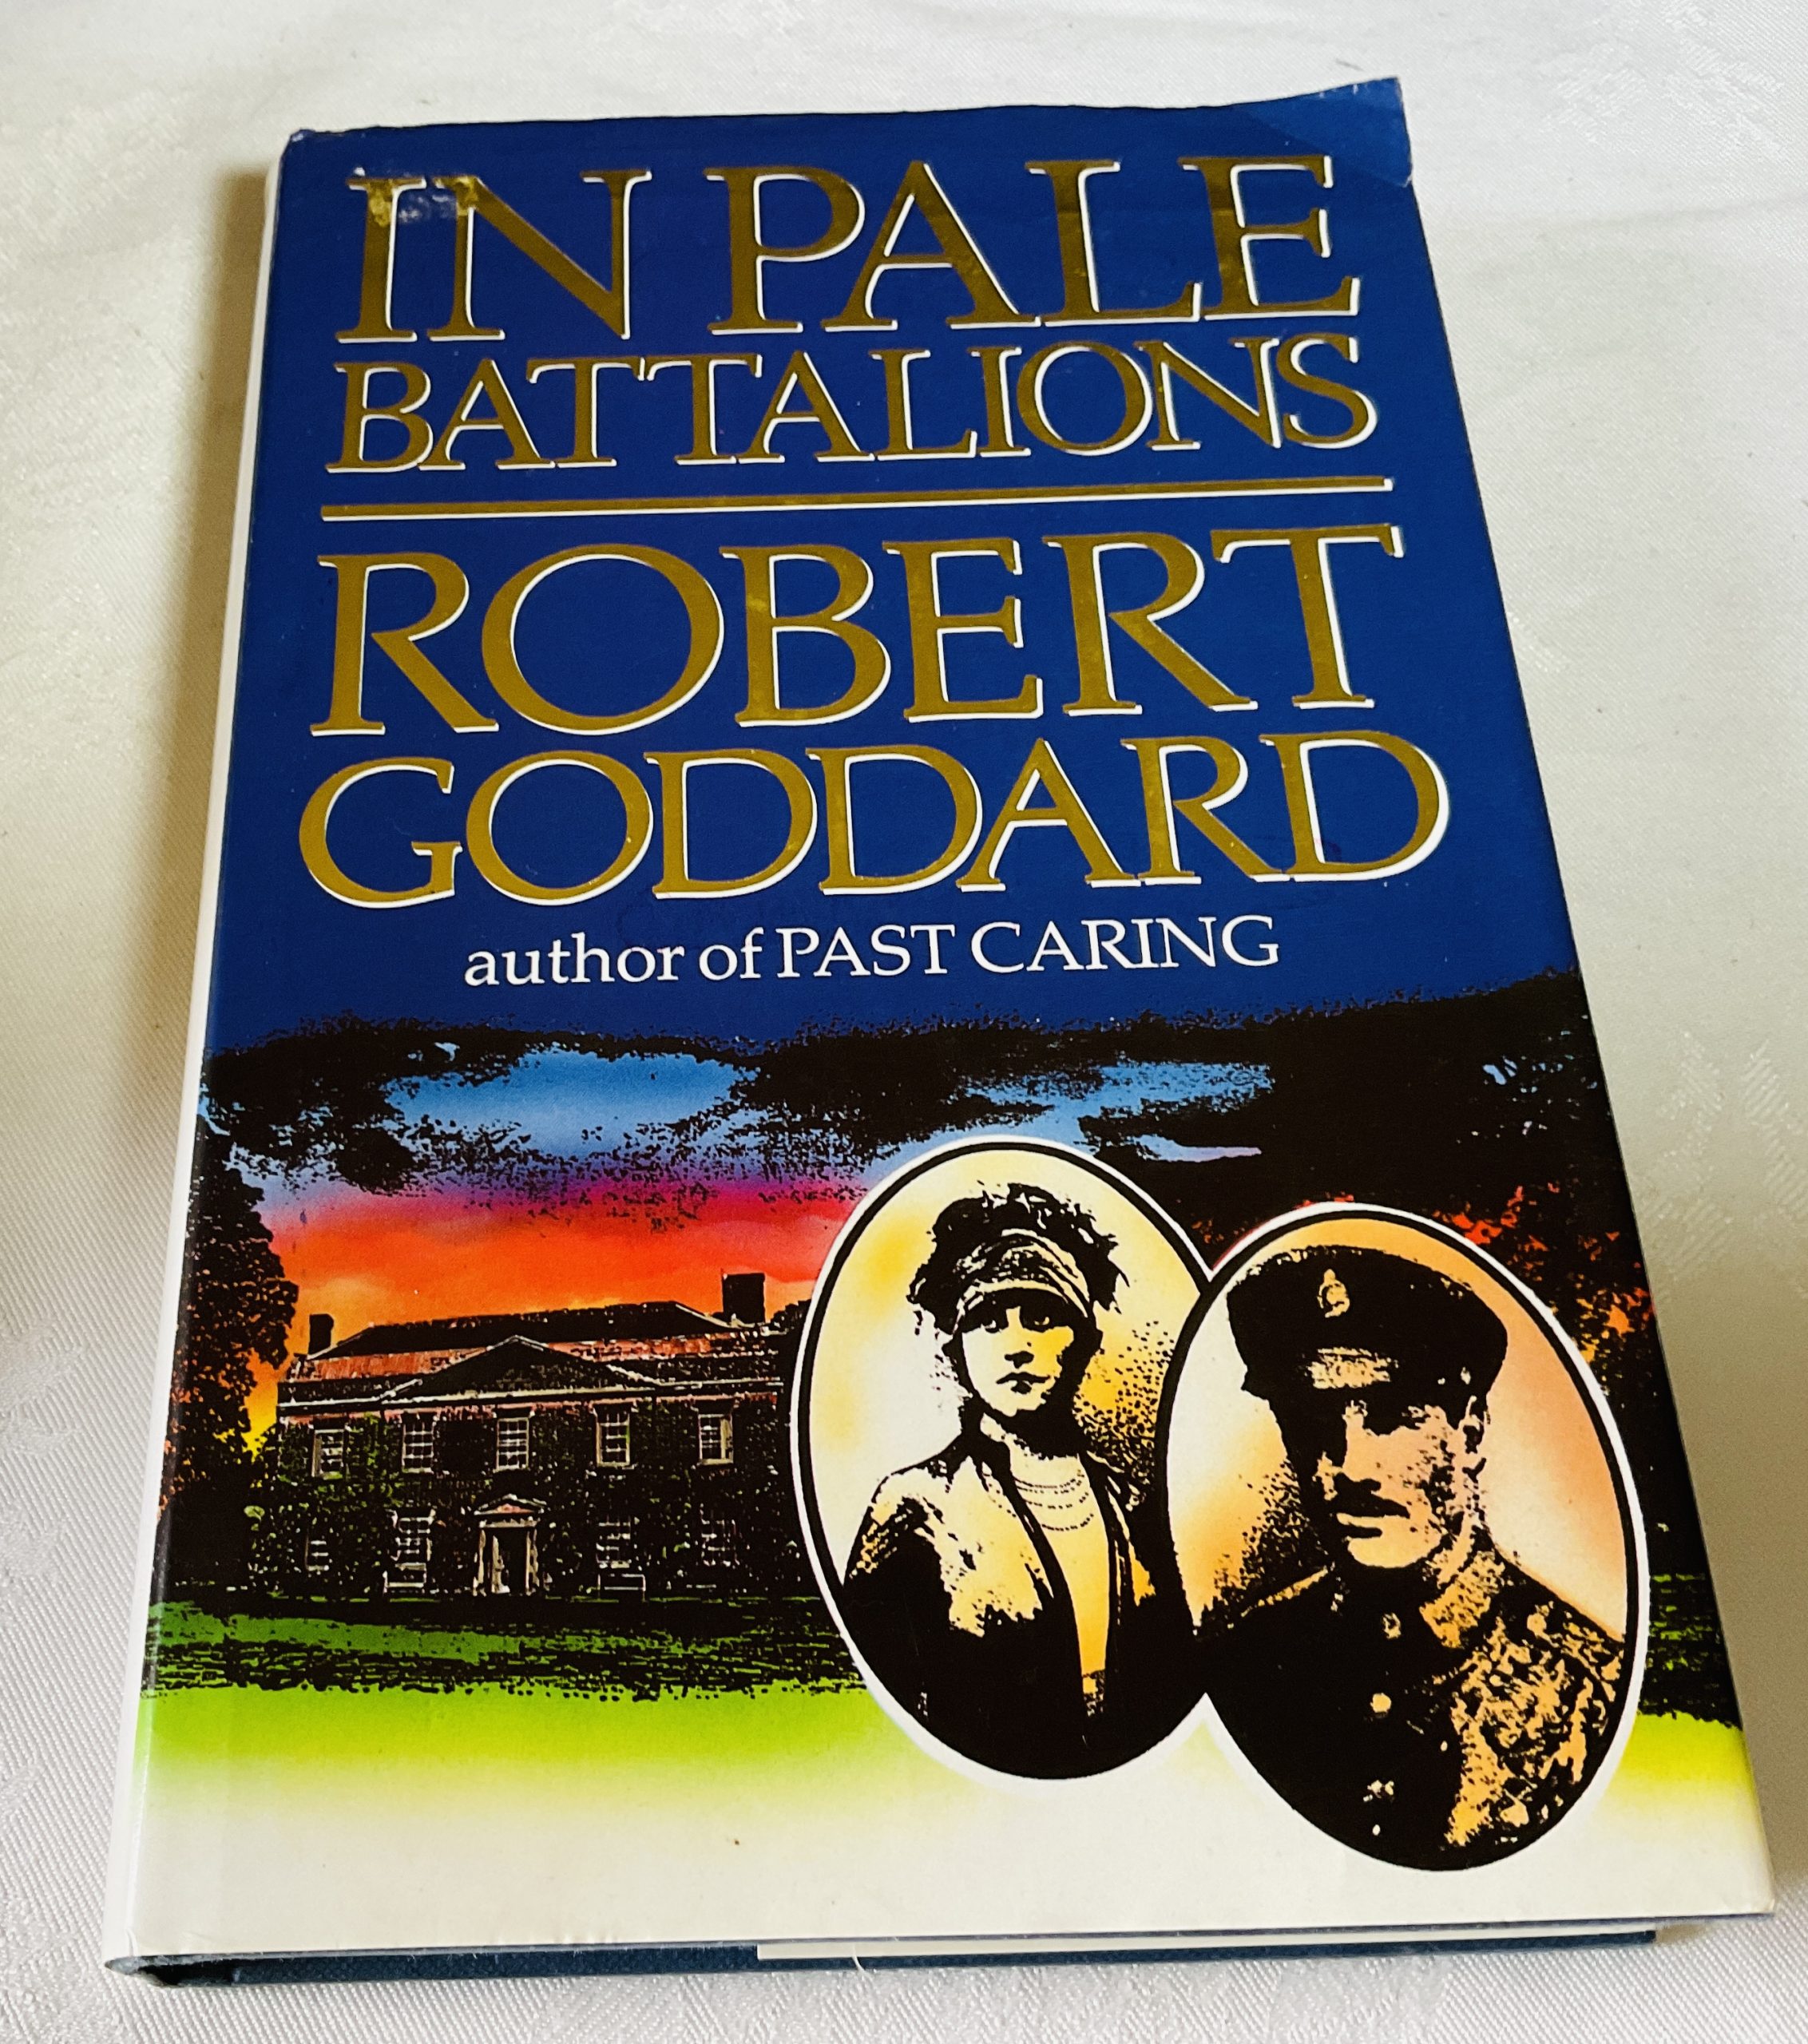 IN PALE
BATTALIONS
ROBERT
GODDARD
author of PAST CARING